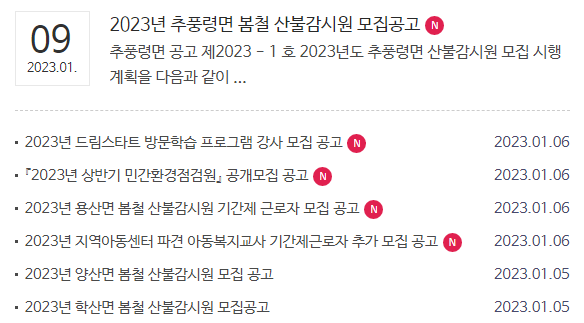 09
2023.01.
2023년 추풍령면 봄철 산불감시원 모집공고 N
추풍령면 공고 제2023 - 1 호 2023년도 추풍령면 산불감시원 모집 시행
계획을 다음과 같이 ...
2023년 드림스타트 방문학습 프로그램 강사 모집 공고 N 2023.01.06
『2023년 상반기 민간환경점검원』 공개모집 공고 N 2023.01.06
2023년 용산면 봄철 산불감시원 기간제 근로자 모집 공고 N 2023.01.06
2023년 지역아동센터 파견 아동복지교사 기간제근로자 추가 모집 공고 N 2023.01.06
2023년 양산면 봄철 산불감시원 모집 공고 2023.01.05
2023년 학산면 봄철 산불감시원 모집공고 2023.01.05